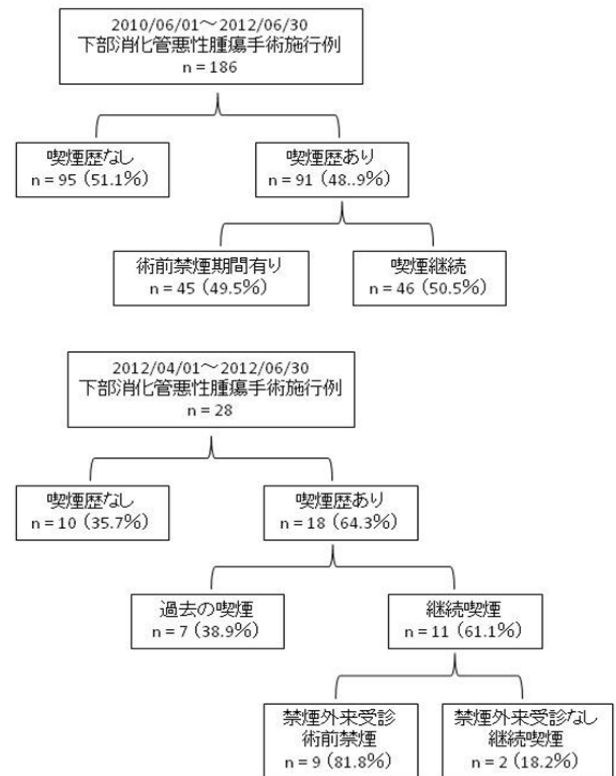 2010/06/01～2012/06/30
下部消化管悪性腫瘍手術施行例
n = 186
喫煙歴なし
n = 95 (51.1%)
喫煙歴あり
n = 91 (48..9%)
術前禁煙期間有り
n = 45 (49.5%)
喫煙継続
n = 46 (50.5%)
2012/04/01～2012/06/30
下部消化管悪性腫瘍手術施行例
n = 28
喫煙歴なし
n = 10 (35.7%)
喫煙歴あり
n = 18 (64.3%)
過去の喫煙
n = 7 (38.9%)
継続喫煙
n = 11 (61.1%)
禁煙外来受診
術前禁煙
n = 9 (81.8%)
禁煙外来受診なし
継続喫煙
n = 2 (18.2%)